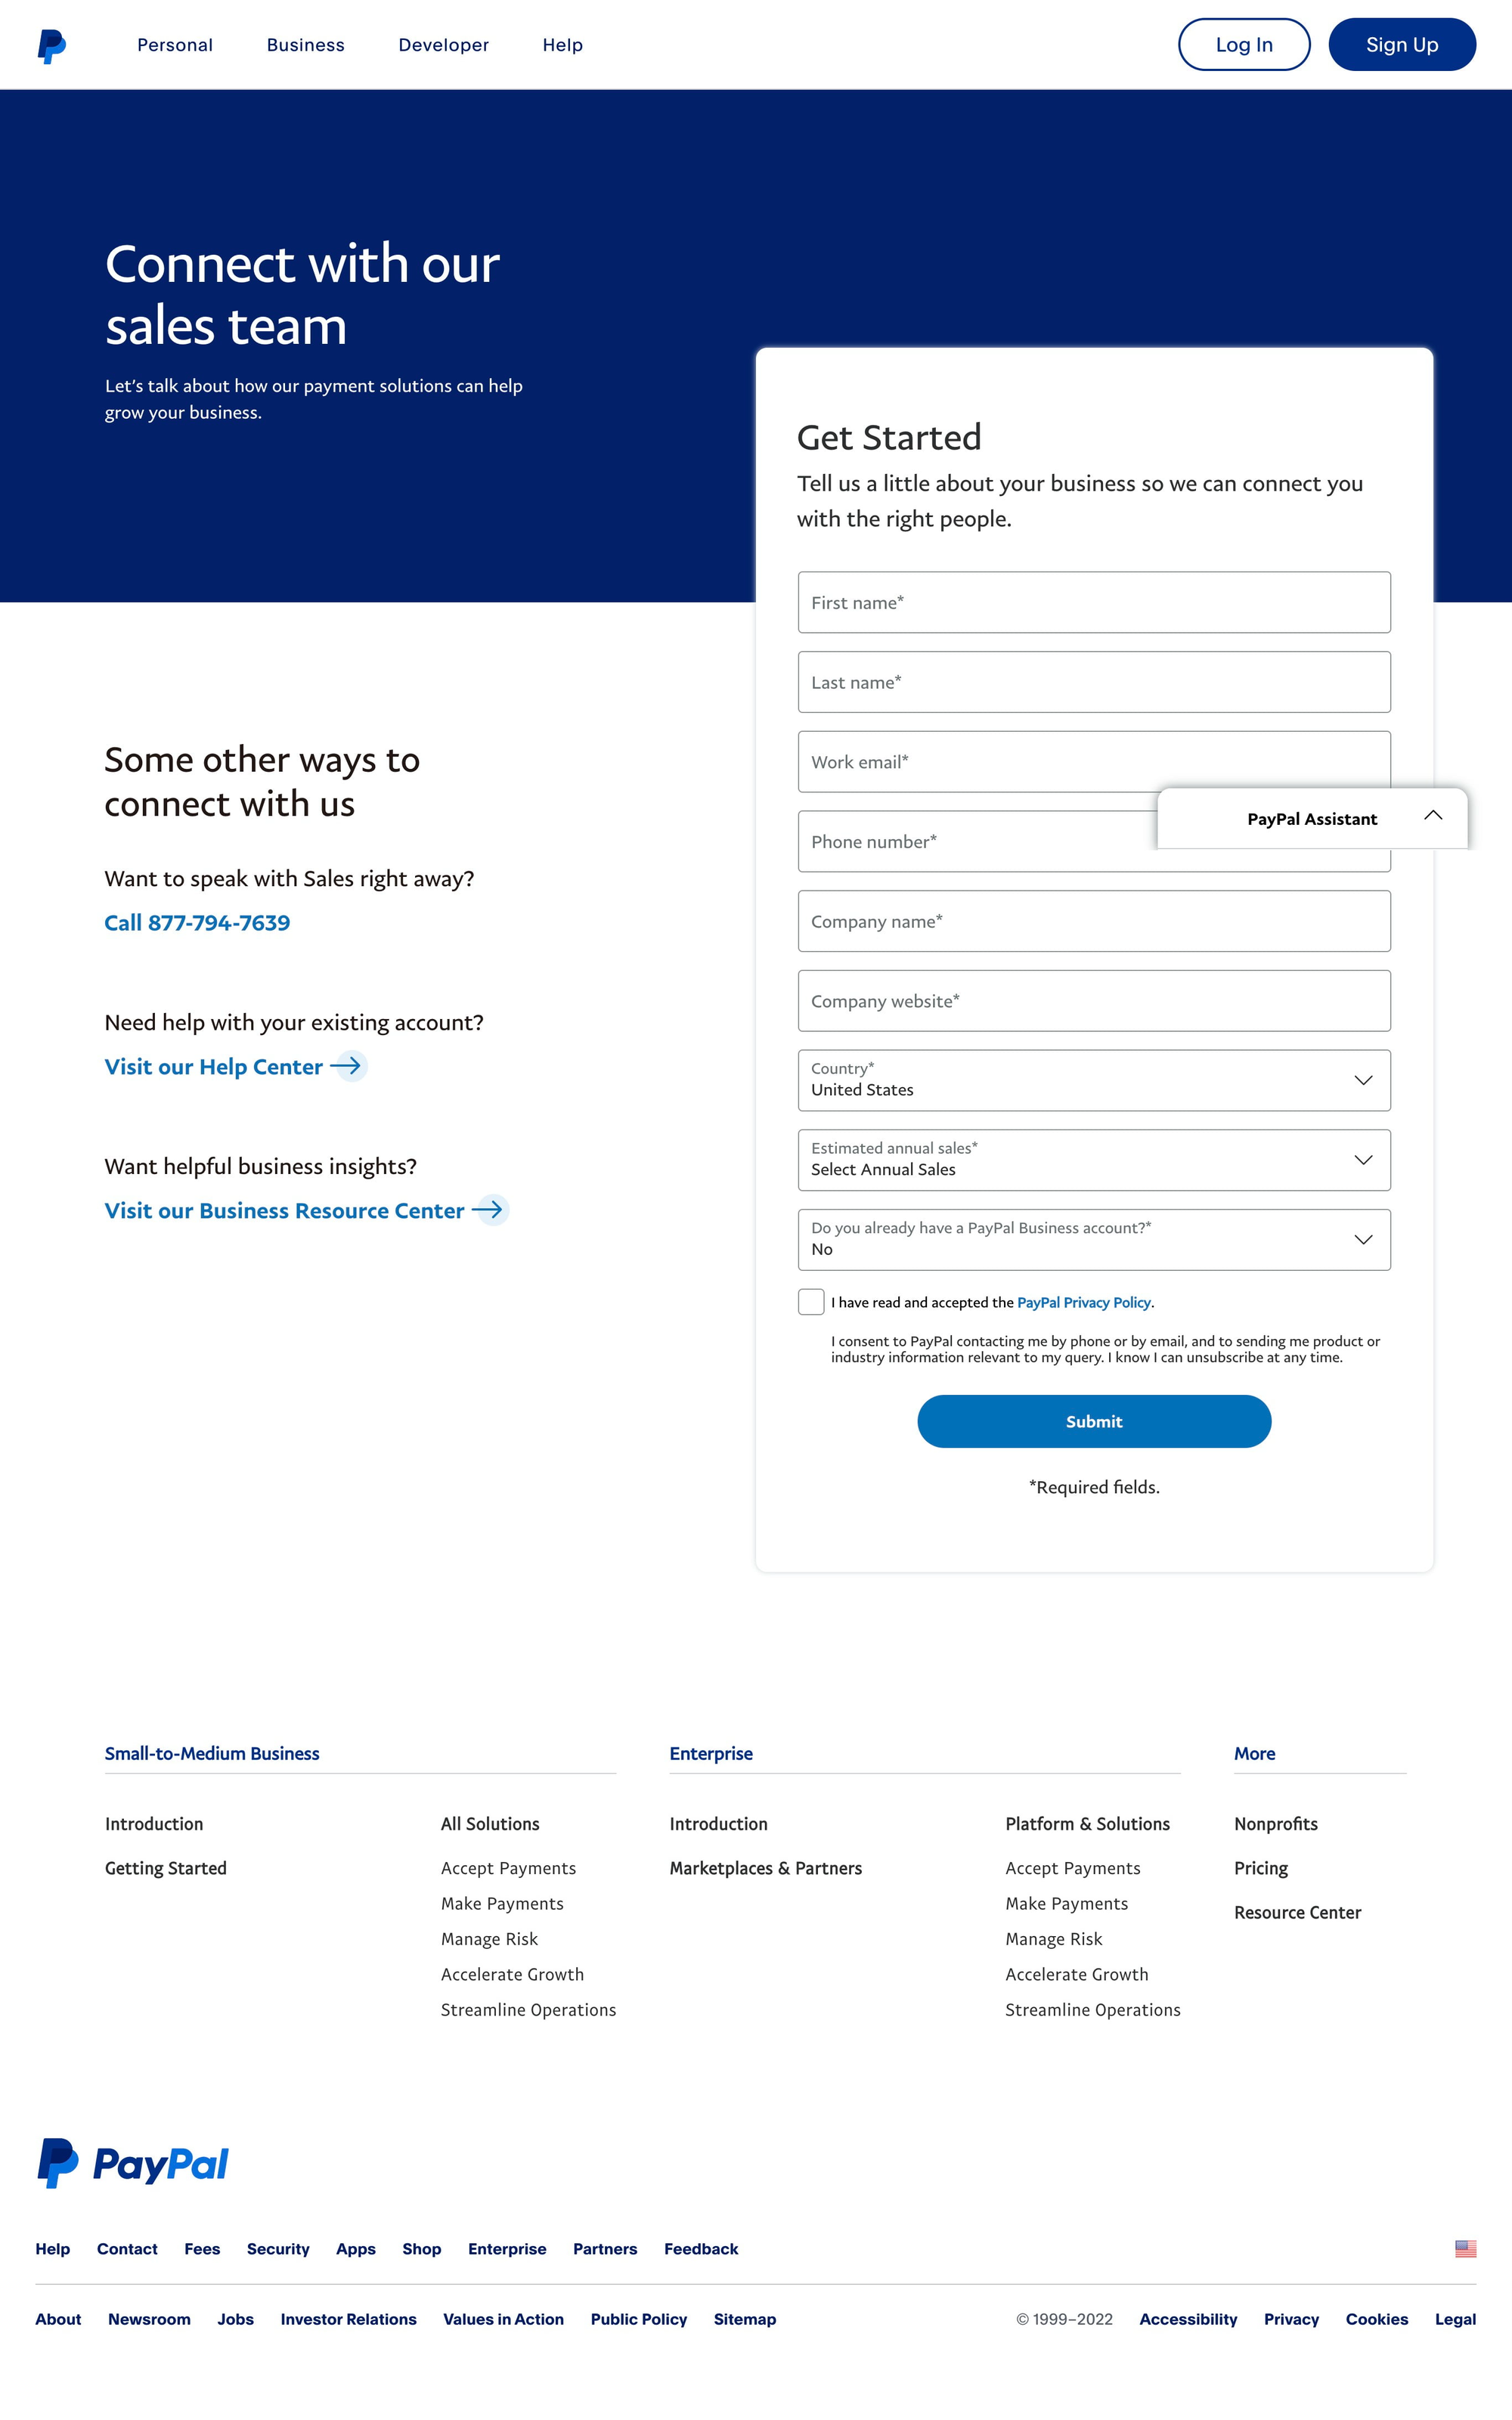 Personal Business Developer Help Log In Sign Up
Connect with our
sales team
Let's talk about how our payment solutions can help
grow your business.
Get Started
Tell us a little about your business so we can connect you
with the right people.
First name*
Last name*
Work email*
Phone number*
PayPal Assistant
Company name*
Company website*
Country*
United States
Estimated annual sales*
Select Annual Sales
Do you already have a PayPal Business account?*
No
I have read and accepted the PayPal Privacy Policy.
I consent to PayPal contacting me by phone or by email, and to sending me product or
industry information relevant to my query. I know I can unsubscribe at any time.
Submit
*Required fields.
Some other ways to
connect with us
Want to speak with Sales right away?
Call 877-794-7639
Need help with your existing account?
Visit our Help Center
Want helpful business insights?
Visit our Business Resource Center
Small-to-Medium Business
Introduction
Getting Started
All Solutions
Accept Payments
Make Payments
Manage Risk
Accelerate Growth
Streamline Operations
Enterprise
Introduction
Marketplaces & Partners
Platform & Solutions
Accept Payments
Make Payments
Manage Risk
Accelerate Growth
Streamline Operations
More
Nonprofits
Pricing
Resource Center
PayPal
Help Contact Fees Security Apps Shop Enterprise Partners Feedback
About Newsroom Jobs Investor Relations Values in Action Public Policy Sitemap © 1999–2022 Accessibility Privacy Cookies Legal